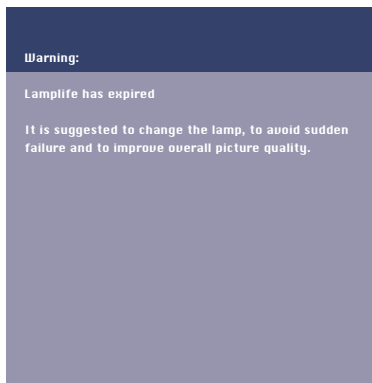 Warning:
Lamplife has expired
It is suggested to change the lamp, to avoid sudden
failure and to improve overall picture quality.